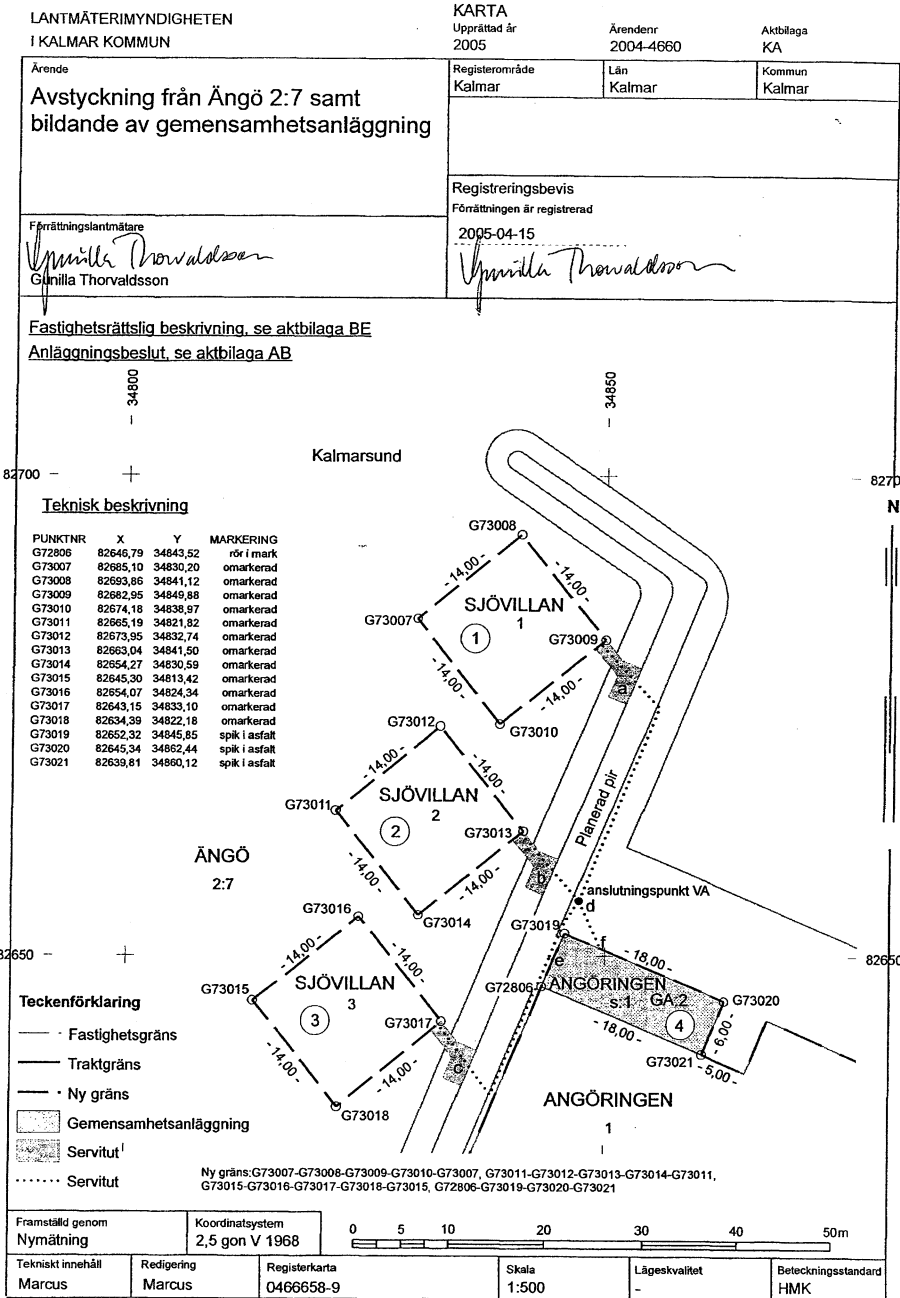 LANTMÄTERIMYNDIGHETEN
I KALMAR KOMMUN
KARTA
Upprättad år
2005
Ärendenr
2004-4660
Aktbilaga
KA
Ärende
Avstyckning från Ängö 2:7 samt
bildande av gemensamhetsanläggning
Registerområde
Kalmar
Län
Kalmar
Kommun
Kalmar
Registreringsbevis
Förrättningen är registrerad
2005-04-15
Gunilla Thorvaldsson
Förrättningslantmätare
Gunilla Thorvaldsson
Gunilla Thorvaldsson
Fastighetsrättslig beskrivning, se aktbilaga BE
Anläggningsbeslut, se aktbilaga AB
34800
34850
Kalmarsund
82700
8270
N
Teknisk beskrivning
PUNKTNR X Y MARKERING
G72806 82646,79 34843,52 rör i mark
G73007 82685,10 34830,20 omarkerad
G73008 82693,86 34841,12 omarkerad
G73009 82682,95 34849,88 omarkerad
G73010 82674,18 34838,97 omarkerad
G73011 82665,19 34821,82 omarkerad
G73012 82673,95 34832,74 omarkerad
G73013 82663,04 34841,50 omarkerad
G73014 82654,27 34830,59 omarkerad
G73015 82645,30 34813,42 omarkerad
G73016 82654,07 34824,34 omarkerad
G73017 82643,15 34833,10 omarkerad
G73018 82634,39 34822,18 omarkerad
G73019 82652,32 34845,85 spik i asfalt
G73020 82645,34 34862,44 spik i asfalt
G73021 82639,81 34860,12 spik i asfalt
G73008
-14,00-
-14,00-
G73007
SJÖVILLAN
1
1
G73009
a
-14,00-
-14,00-
G73010
G73012
-14,00-
-14,00-
G73011
SJÖVILLAN
2
2
G73013
b
-14,00-
-14,00-
G73014
Planerad pir
ÄNGÖ
2:7
anslutningspunkt VA
d
G73016
-14,00-
-14,00-
G73015
SJÖVILLAN
3
3
G73017
c
-14,00-
-14,00-
G73018
G73019
f
-18,00-
e
82650
82650
G72806
ANGÖRINGEN
s:1 GA:2
4
G73020
-18,00-
-6,00-
G73021
-5,00-
ANGÖRINGEN
1
Teckenförklaring
Fastighetsgräns
Traktgräns
Ny gräns
Gemensamhetsanläggning
Servitut
Servitut
Ny gräns:G73007-G73008-G73009-G73010-G73007, G73011-G73012-G73013-G73014-G73011,
G73015-G73016-G73017-G73018-G73015, G72806-G73019-G73020-G73021
Framställd genom
Nymätning
Koordinatsystem
2,5 gon V 1968
0 5 10 20 30 40 50m
Tekniskt innehåll
Marcus
Redigering
Marcus
Registerkarta
0466658-9
Skala
1:500
Lägeskvalitet
-
Beteckningsstandard
HMK